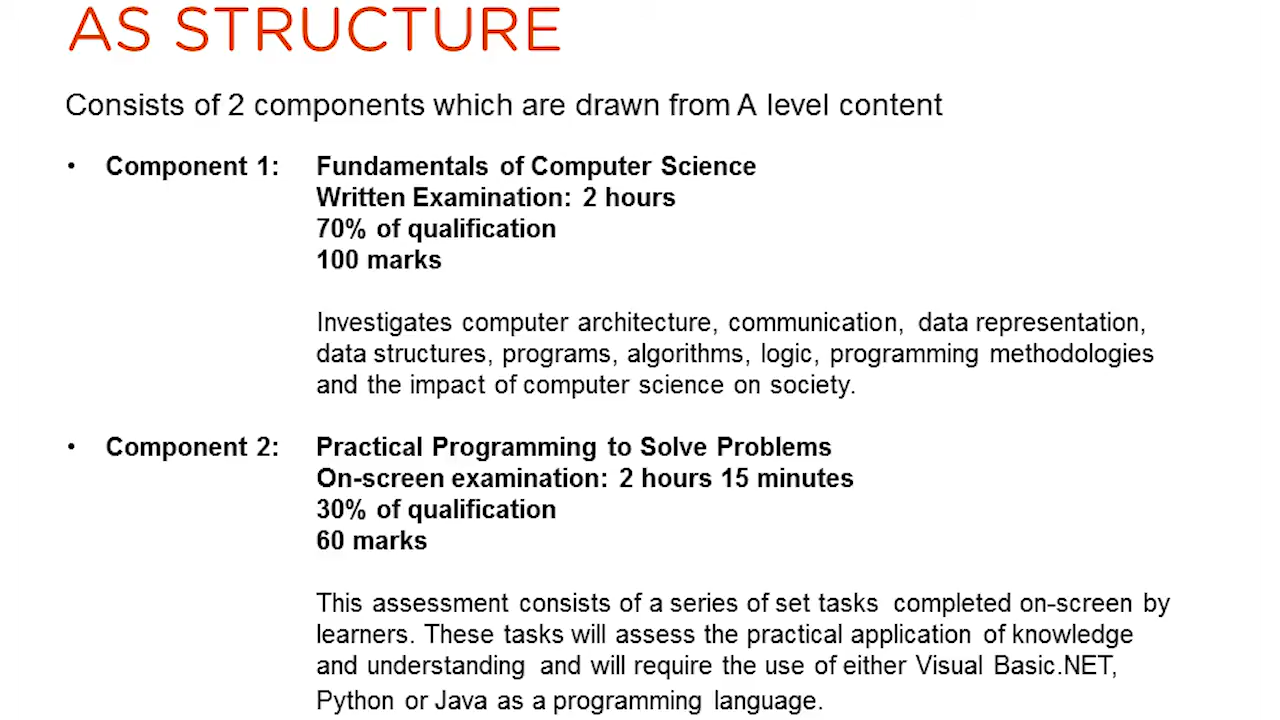 AS STRUCTURE
Consists of 2 components which are drawn from A level content
• Component 1: Fundamentals of Computer Science
Written Examination: 2 hours
70% of qualification
100 marks
Investigates computer architecture, communication, data representation,
data structures, programs, algorithms, logic, programming methodologies
and the impact of computer science on society.
• Component 2: Practical Programming to Solve Problems
On-screen examination: 2 hours 15 minutes
30% of qualification
60 marks
This assessment consists of a series of set tasks completed on-screen by
learners. These tasks will assess the practical application of knowledge
and understanding and will require the use of either Visual Basic.NET,
Python or Java as a programming language.